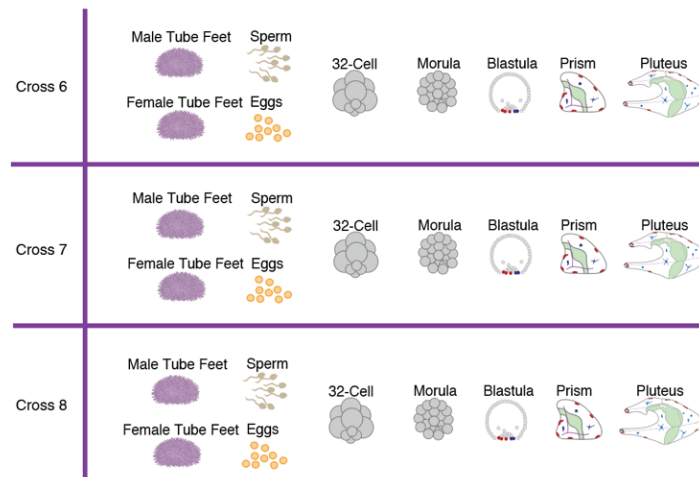 Male Tube Feet Sperm
32-Cell Morula Blastula Prism Pluteus
Cross 6
Female Tube Feet Eggs
Male Tube Feet Sperm
32-Cell Morula Blastula Prism Pluteus
Cross 7
Female Tube Feet Eggs
Male Tube Feet Sperm
32-Cell Morula Blastula Prism Pluteus
Cross 8
Female Tube Feet Eggs